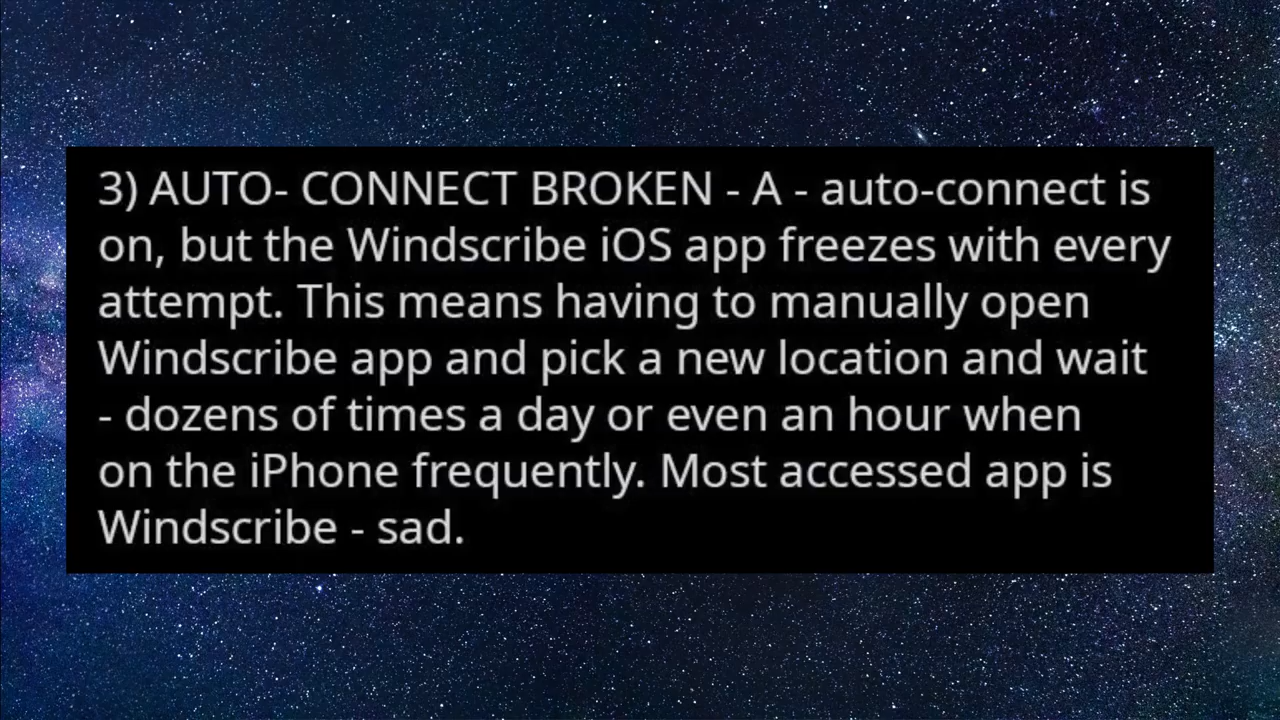 3) AUTO- CONNECT BROKEN - A - auto-connect is
on, but the Windscribe iOS app freezes with every
attempt. This means having to manually open
Windscribe app and pick a new location and wait
- dozens of times a day or even an hour when
on the iPhone frequently. Most accessed app is
Windscribe - sad.